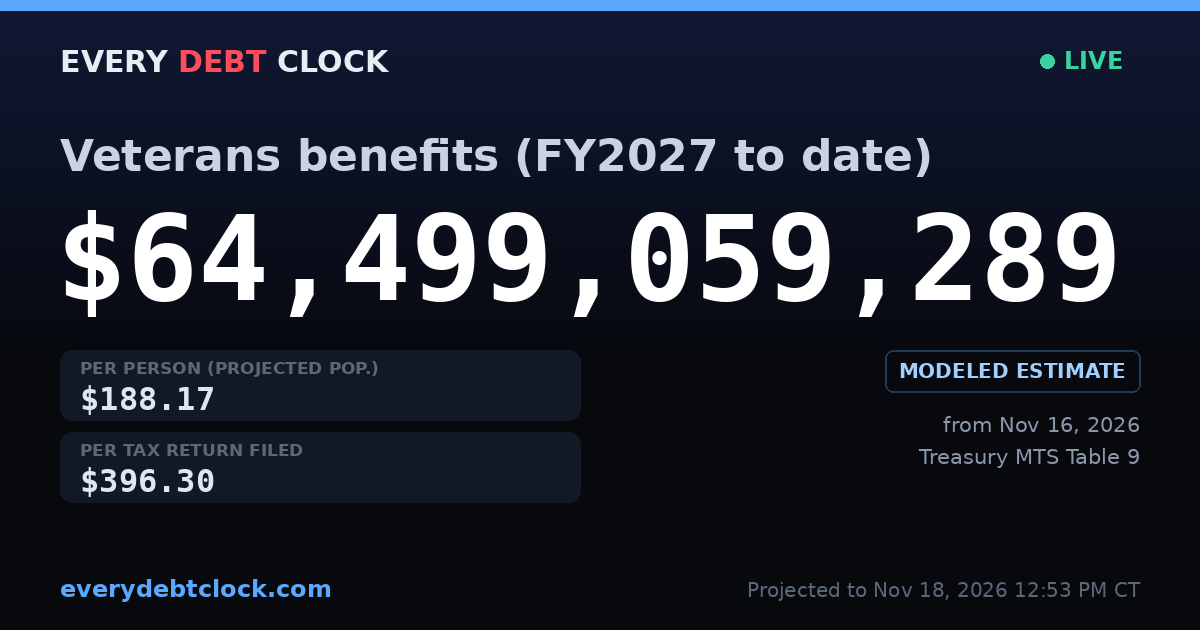 EVERY DEBT CLOCK
LIVE
Veterans benefits (FY2027 to date)
$64,499,059,289
PER PERSON (PROJECTED POP.)
$188.17
PER TAX RETURN FILED
$396.30
MODELED ESTIMATE
from Nov 16, 2026
Treasury MTS Table 9
everydebtclock.com
Projected to Nov 18, 2026 12:53 PM CT